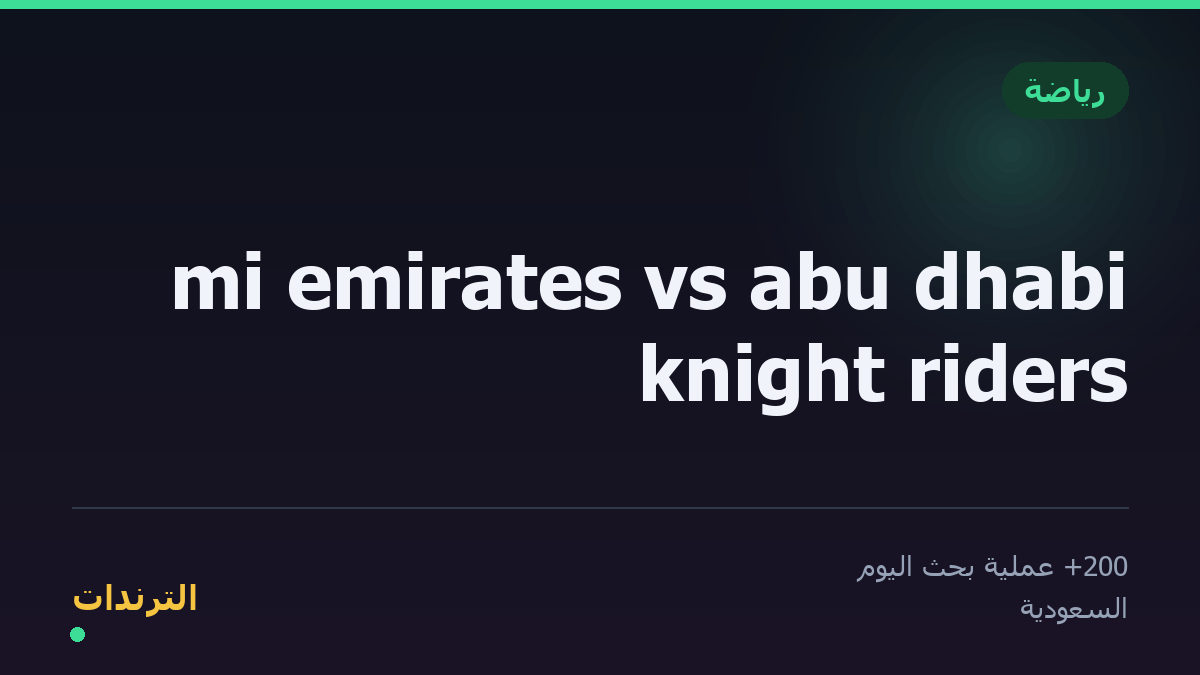 رياضة
mi emirates vs abu dhabi
knight riders
+200 عملية بحث اليوم
السعودية
الترندات